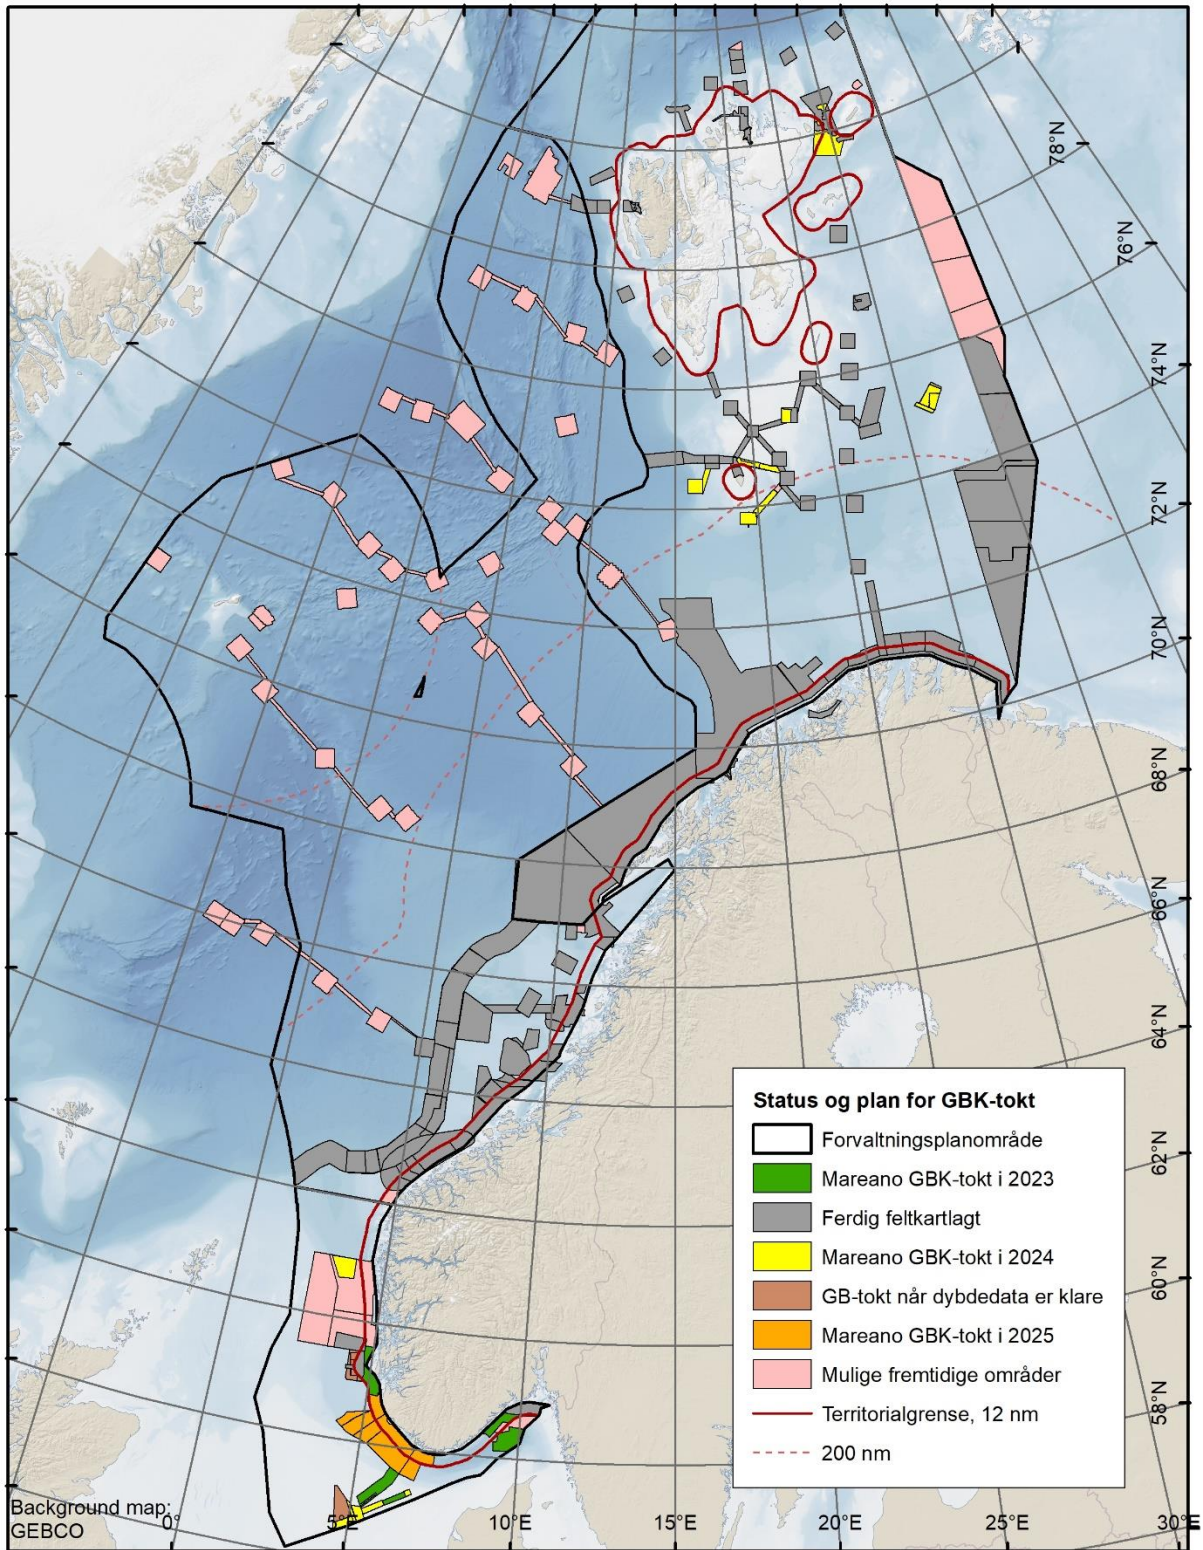 78°N
76°N
74°N
72°N
70°N
68°N
66°N
64°N
62°N
60°N
58°N
Status og plan for GBK-tokt
Forvaltningsplanområde
Mareano GBK-tokt i 2023
Ferdig feltkartlagt
Mareano GBK-tokt i 2024
GB-tokt når dybdedata er klare
Mareano GBK-tokt i 2025
Mulige fremtidige områder
Territorialgrense, 12 nm
200 nm
Background map:
GEBCO
0°
5°E
10°E
15°E
20°E
25°E
30°E